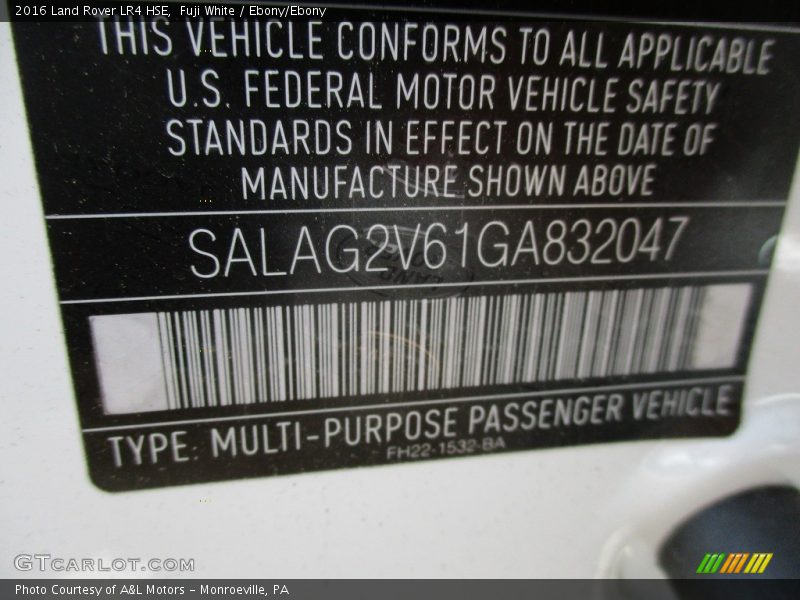 2016 Land Rover LR4 HSE, Fuji White / Ebony/Ebony
THIS VEHICLE CONFORMS TO ALL APPLICABLE
U.S. FEDERAL MOTOR VEHICLE SAFETY
STANDARDS IN EFFECT ON THE DATE OF
MANUFACTURE SHOWN ABOVE
SALAG2V61GA832047
TYPE: MULTI-PURPOSE PASSENGER VEHICLE
FH22-1532-BA
GTCARLOT.COM
Photo Courtesy of A&L Motors – Monroeville, PA